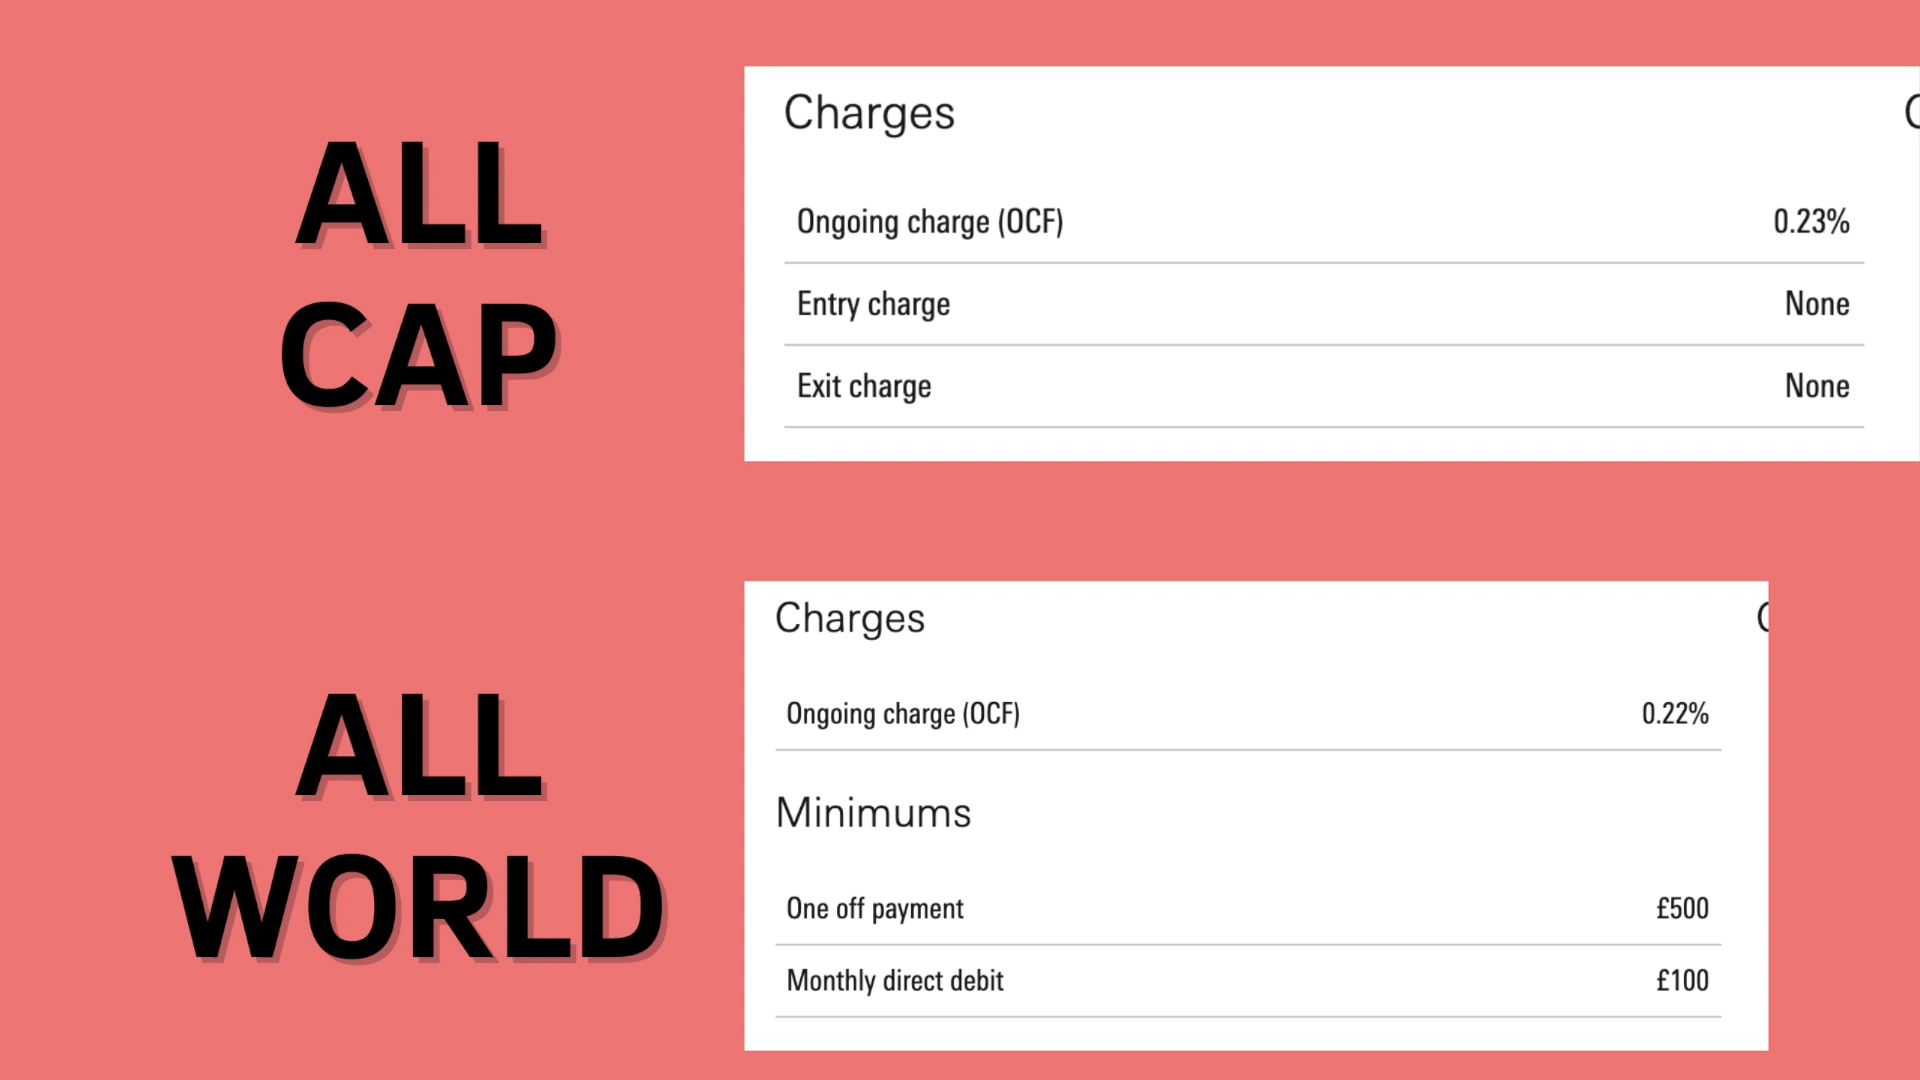 ALL
CAP
Charges
Ongoing charge (OCF) 0.23%
Entry charge None
Exit charge None
ALL
WORLD
Charges
Ongoing charge (OCF) 0.22%
Minimums
One off payment £500
Monthly direct debit £100